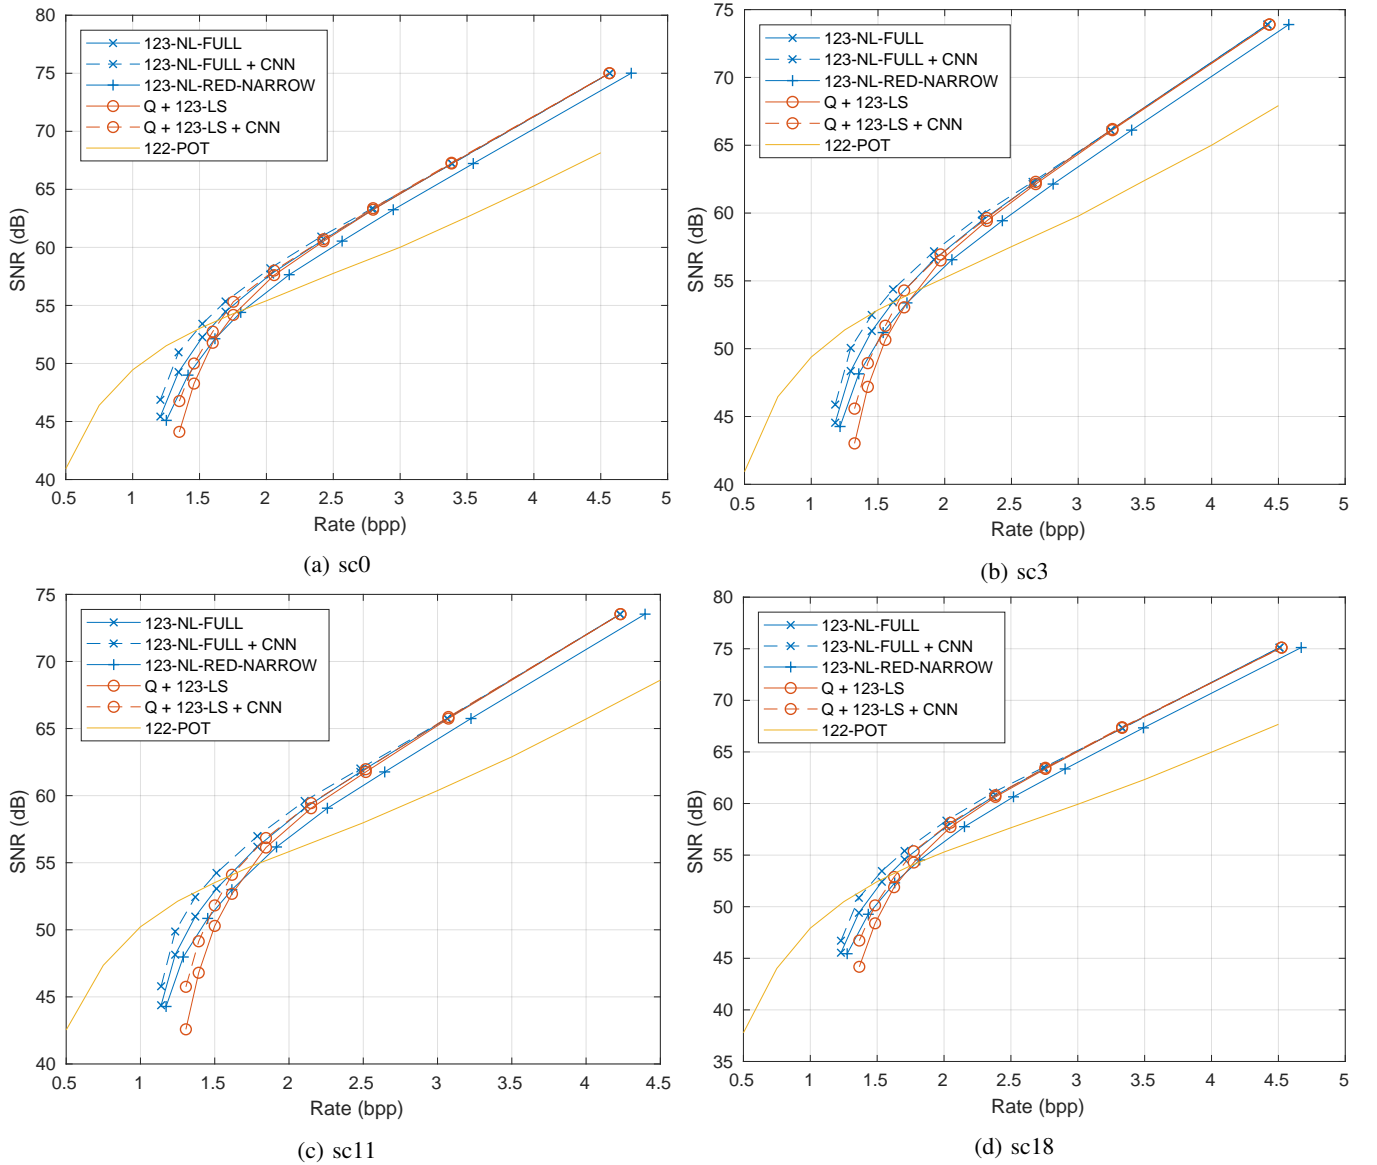 80
75
70
65
60
55
50
45
40
SNR (dB)
123-NL-FULL
123-NL-FULL + CNN
123-NL-RED-NARROW
Q + 123-LS
Q + 123-LS + CNN
122-POT
0.5 1 1.5 2 2.5 3 3.5 4 4.5 5
Rate (bpp)
(a) sc0
75
70
65
60
55
50
45
40
SNR (dB)
123-NL-FULL
123-NL-FULL + CNN
123-NL-RED-NARROW
Q + 123-LS
Q + 123-LS + CNN
122-POT
0.5 1 1.5 2 2.5 3 3.5 4 4.5 5
Rate (bpp)
(b) sc3
75
70
65
60
55
50
45
40
SNR (dB)
123-NL-FULL
123-NL-FULL + CNN
123-NL-RED-NARROW
Q + 123-LS
Q + 123-LS + CNN
122-POT
0.5 1 1.5 2 2.5 3 3.5 4 4.5
Rate (bpp)
(c) sc11
80
75
70
65
60
55
50
45
40
35
SNR (dB)
123-NL-FULL
123-NL-FULL + CNN
123-NL-RED-NARROW
Q + 123-LS
Q + 123-LS + CNN
122-POT
0.5 1 1.5 2 2.5 3 3.5 4 4.5 5
Rate (bpp)
(d) sc18